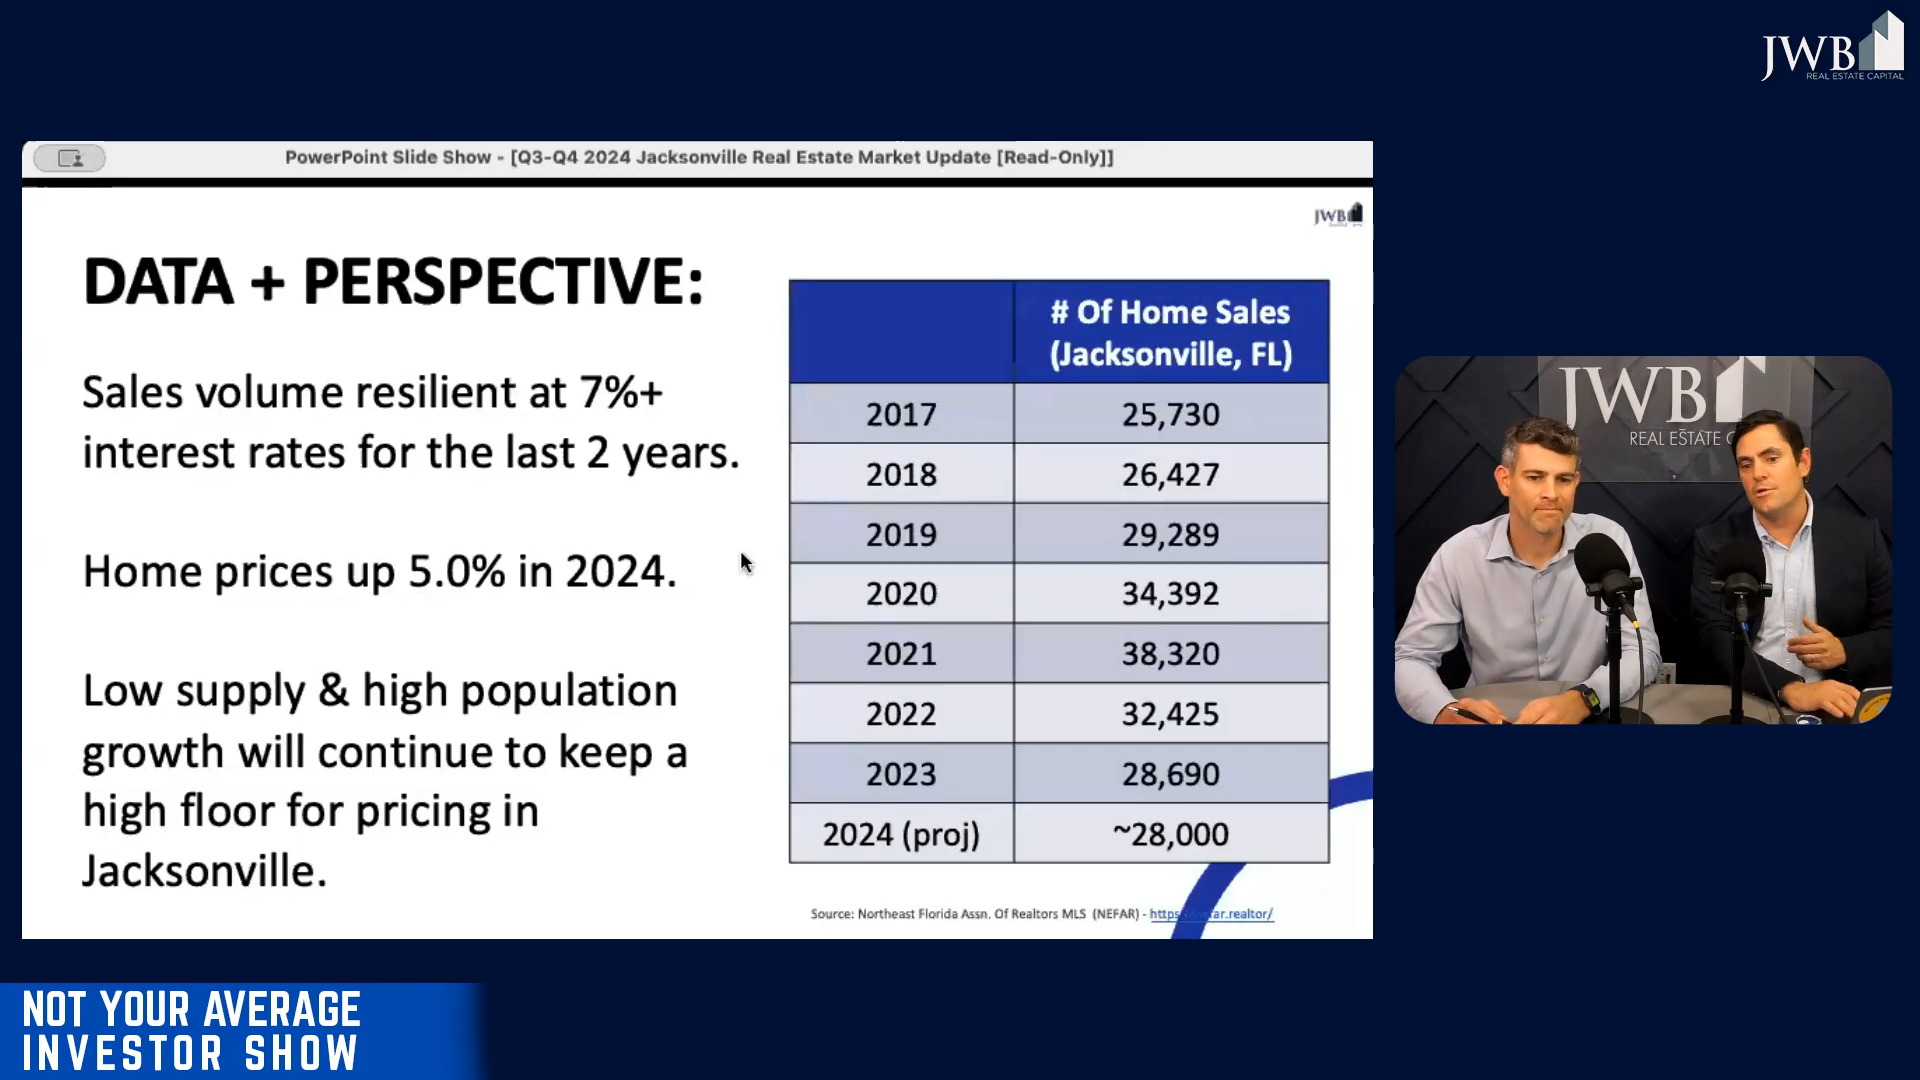 JWB
REAL ESTATE CAPITAL
PowerPoint Slide Show - [Q3-Q4 2024 Jacksonville Real Estate Market Update [Read-Only]]
JWB
DATA + PERSPECTIVE:
Sales volume resilient at 7%+
interest rates for the last 2 years.
Home prices up 5.0% in 2024.
Low supply & high population
growth will continue to keep a
high floor for pricing in
Jacksonville.
# Of Home Sales
(Jacksonville, FL)
2017 25,730
2018 26,427
2019 29,289
2020 34,392
2021 38,320
2022 32,425
2023 28,690
2024 (proj) ~28,000
Source: Northeast Florida Assn. Of Realtors MLS (NEFAR) -
JWB
REAL ESTATE C
NOT YOUR AVERAGE
INVESTOR SHOW